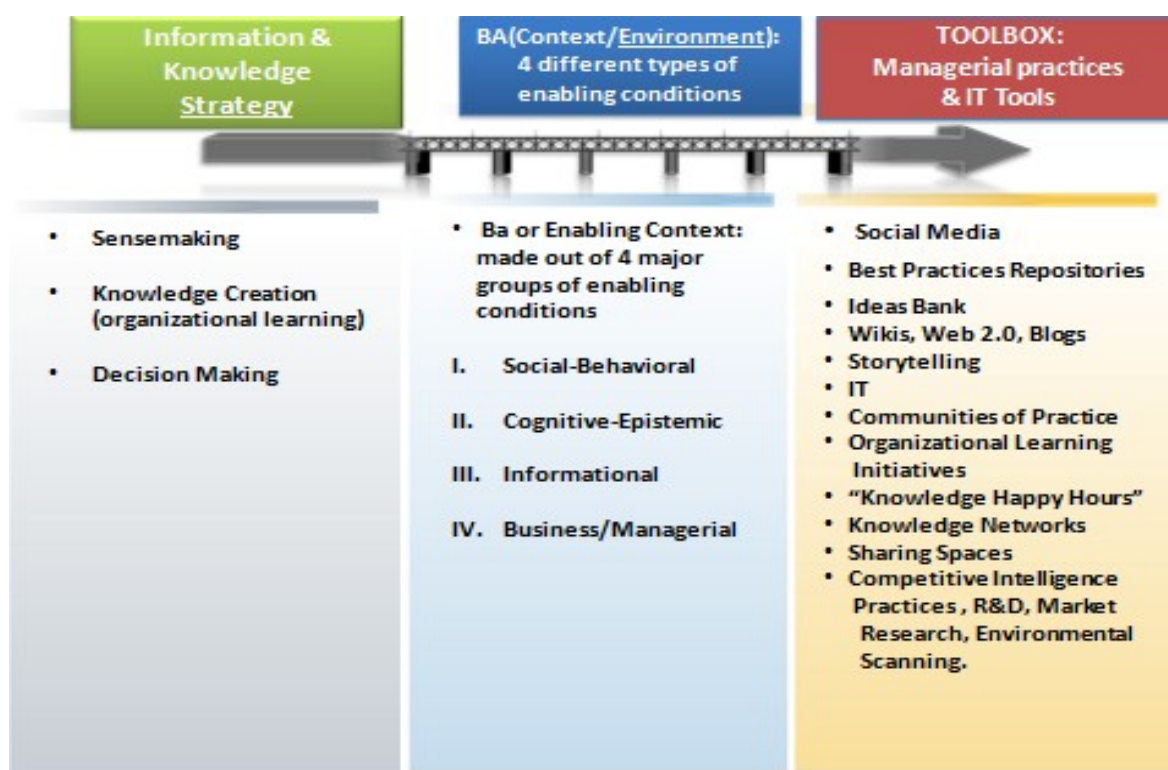 Information &
Knowledge
Strategy
BA(Context/Environment):
4 different types of
enabling conditions
TOOLBOX:
Managerial practices
& IT Tools
• Sensemaking
• Knowledge Creation
(organizational learning)
• Decision Making
• Ba or Enabling Context:
made out of 4 major
groups of enabling
conditions
I. Social-Behavioral
II. Cognitive-Epistemic
III. Informational
IV. Business/Managerial
• Social Media
• Best Practices Repositories
• Ideas Bank
• Wikis, Web 2.0, Blogs
• Storytelling
• IT
• Communities of Practice
• Organizational Learning
Initiatives
• “Knowledge Happy Hours”
• Knowledge Networks
• Sharing Spaces
• Competitive Intelligence
Practices , R&D, Market
Research, Environmental
Scanning.